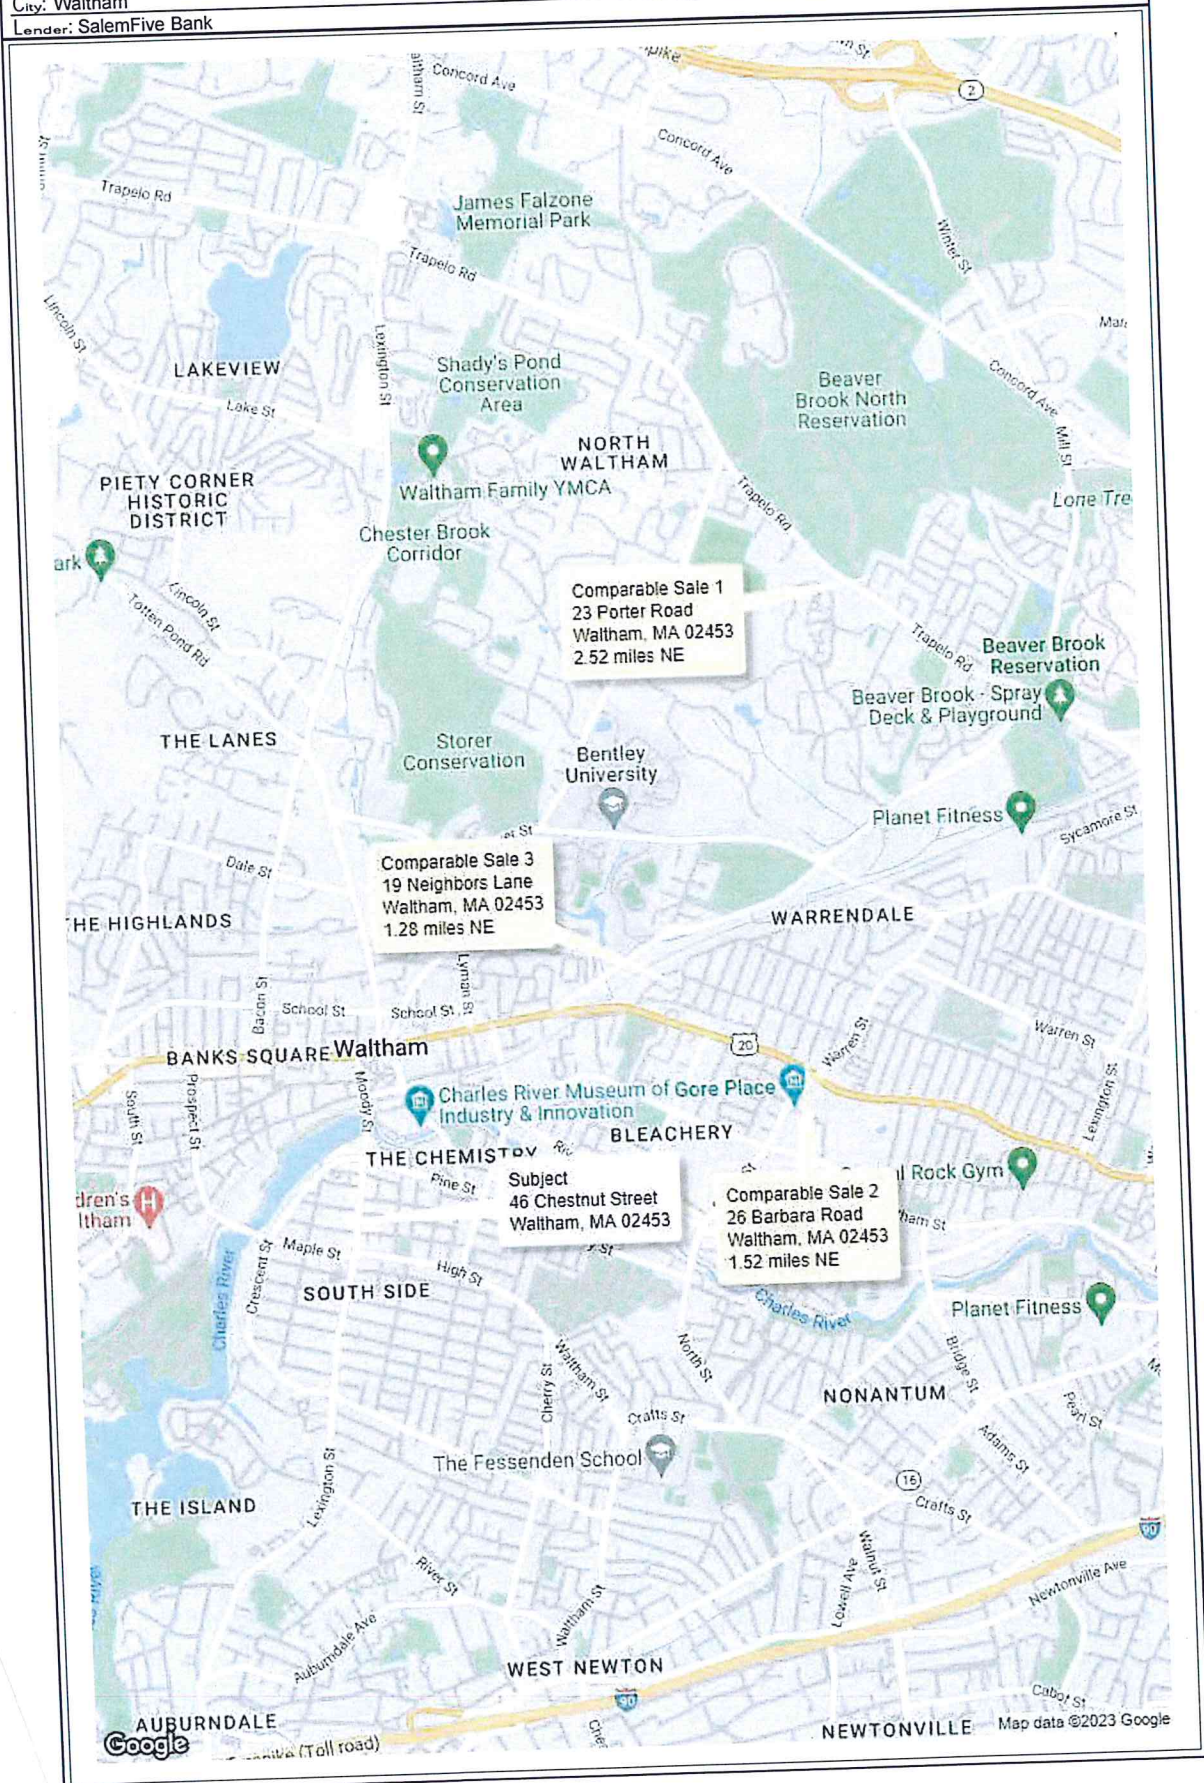 City: Waltham
Lender: SalemFive Bank
Concord Ave
2
Concord Ave
Trapelo Rd
James Falzone
Memorial Park
Winter St
Trapelo Rd
Lincoln St
Lexington St
LAKEVIEW
Shady's Pond
Conservation
Area
Beaver
Brook North
Reservation
Concord Ave
Mill St
Lake St
NORTH
WALTHAM
PIETY CORNER
HISTORIC
DISTRICT
Waltham Family YMCA
Trapelo Rd
Lone Tre
Chester Brook
Corridor
ark
Lincoln St
Totten Pond Rd
Comparable Sale 1
23 Porter Road
Waltham, MA 02453
2.52 miles NE
Trapelo Rd
Beaver Brook
Reservation
Beaver Brook - Spray
Deck & Playground
THE LANES
Storer
Conservation
Bentley
University
Planet Fitness
Sycamore St
Dale St
Comparable Sale 3
19 Neighbors Lane
Waltham, MA 02453
1.28 miles NE
HE HIGHLANDS
WARRENDALE
Bacon St
School St
School St
Lyman St
20
Warren St
Warren St
Lexington St
BANKS SQUARE
Waltham
South St
Prospect St
Moody St
Charles River Museum of
Industry & Innovation
Gore Place
BLEACHERY
THE CHEMISTRY
Pine St
Subject
46 Chestnut Street
Waltham, MA 02453
l Rock Gym
Comparable Sale 2
26 Barbara Road
Waltham, MA 02453
1.52 miles NE
dren's
ltham
H
ham St
Maple St
Crescent St
Charles River
High St
SOUTH SIDE
Charles River
Planet Fitness
Waltham St
Cherry St
North St
Bridge St
NONANTUM
Pearl St
Crafts St
Adams St
The Fessenden School
16
Crafts St
THE ISLAND
Lexington St
90
River St
Waltham St
Lowell Ave
Walnut St
Newtonville Ave
Auburndale Ave
WEST NEWTON
90
Cabot St
AUBURNDALE
Google
(Toll road)
NEWTONVILLE
Map data ©2023 Google